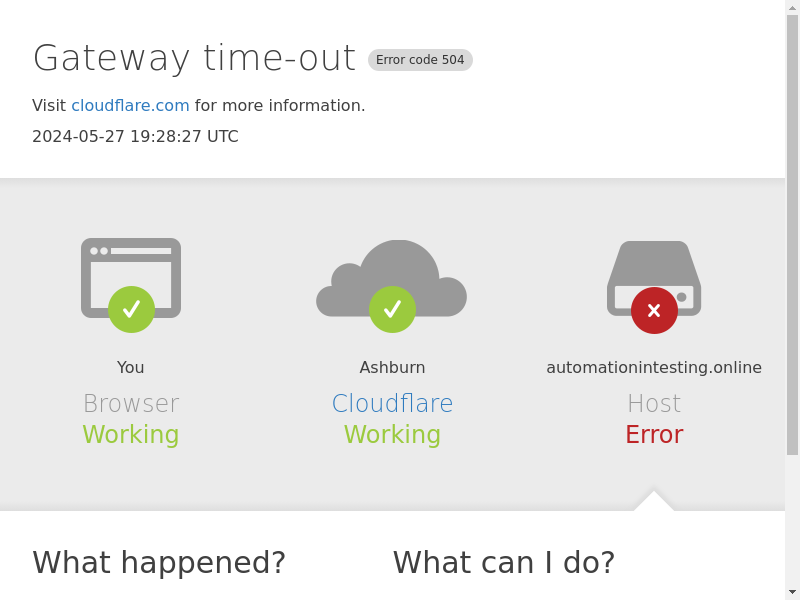 Gateway time-out Error code 504
Visit cloudflare.com for more information.
2024-05-27 19:28:27 UTC
You
Browser
Working
Ashburn
Cloudflare
Working
automationintesting.online
Host
Error
What happened?
What can I do?